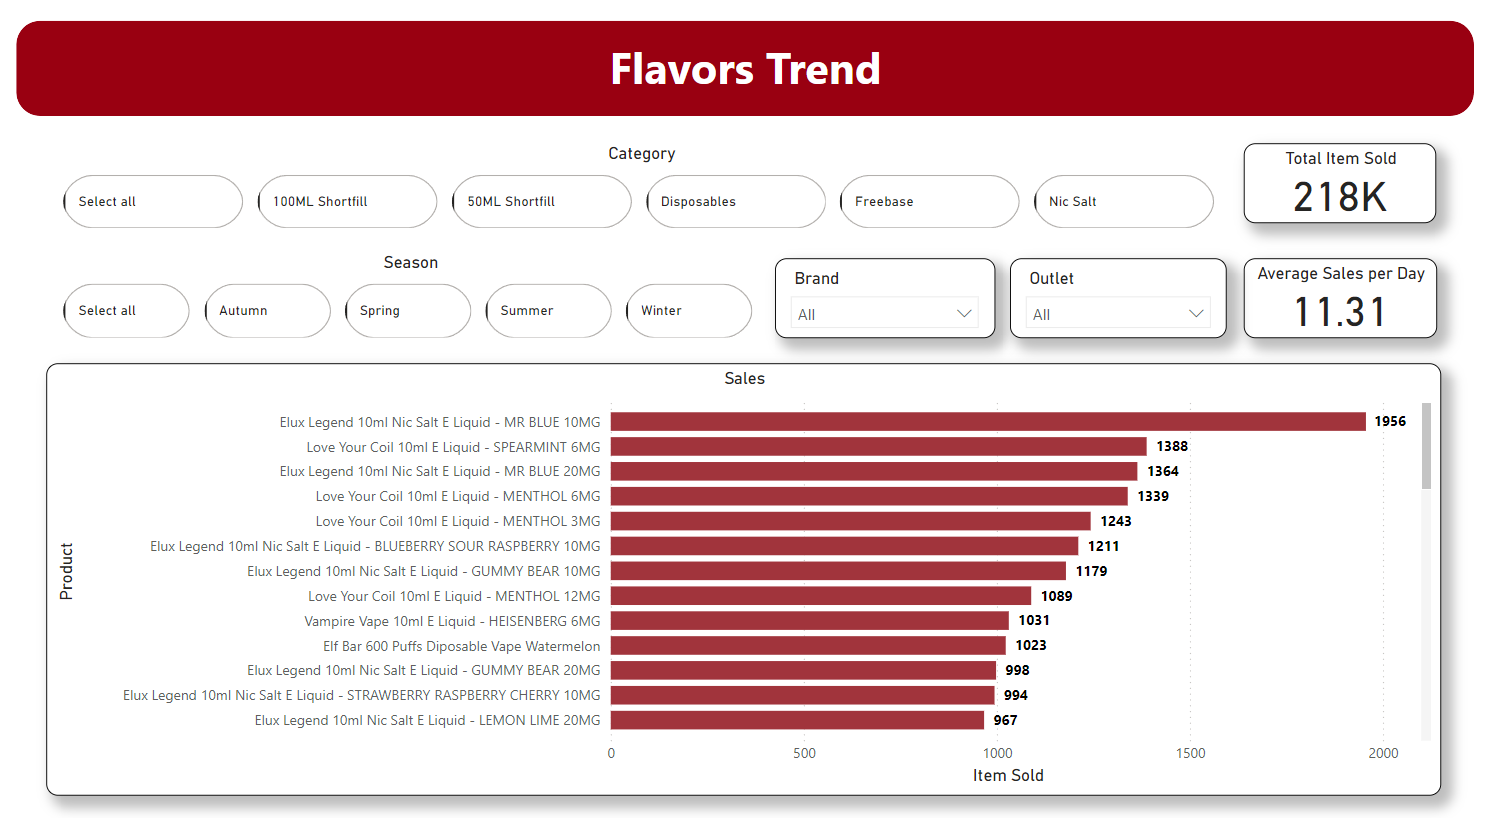 Flavors Trend
Category
Select all
100ML Shortfill
50ML Shortfill
Disposables
Freebase
Nic Salt
Total Item Sold
218K
Season
Select all
Autumn
Spring
Summer
Winter
Brand
All
Outlet
All
Average Sales per Day
11.31
Sales
Product
Elux Legend 10ml Nic Salt E Liquid - MR BLUE 10MG 1956
Love Your Coil 10ml E Liquid - SPEARMINT 6MG 1388
Elux Legend 10ml Nic Salt E Liquid - MR BLUE 20MG 1364
Love Your Coil 10ml E Liquid - MENTHOL 6MG 1339
Love Your Coil 10ml E Liquid - MENTHOL 3MG 1243
Elux Legend 10ml Nic Salt E Liquid - BLUEBERRY SOUR RASPBERRY 10MG 1211
Elux Legend 10ml Nic Salt E Liquid - GUMMY BEAR 10MG 1179
Love Your Coil 10ml E Liquid - MENTHOL 12MG 1089
Vampire Vape 10ml E Liquid - HEISENBERG 6MG 1031
Elf Bar 600 Puffs Diposable Vape Watermelon 1023
Elux Legend 10ml Nic Salt E Liquid - GUMMY BEAR 20MG 998
Elux Legend 10ml Nic Salt E Liquid - STRAWBERRY RASPBERRY CHERRY 10MG 994
Elux Legend 10ml Nic Salt E Liquid - LEMON LIME 20MG 967
0 500 1000 1500 2000
Item Sold